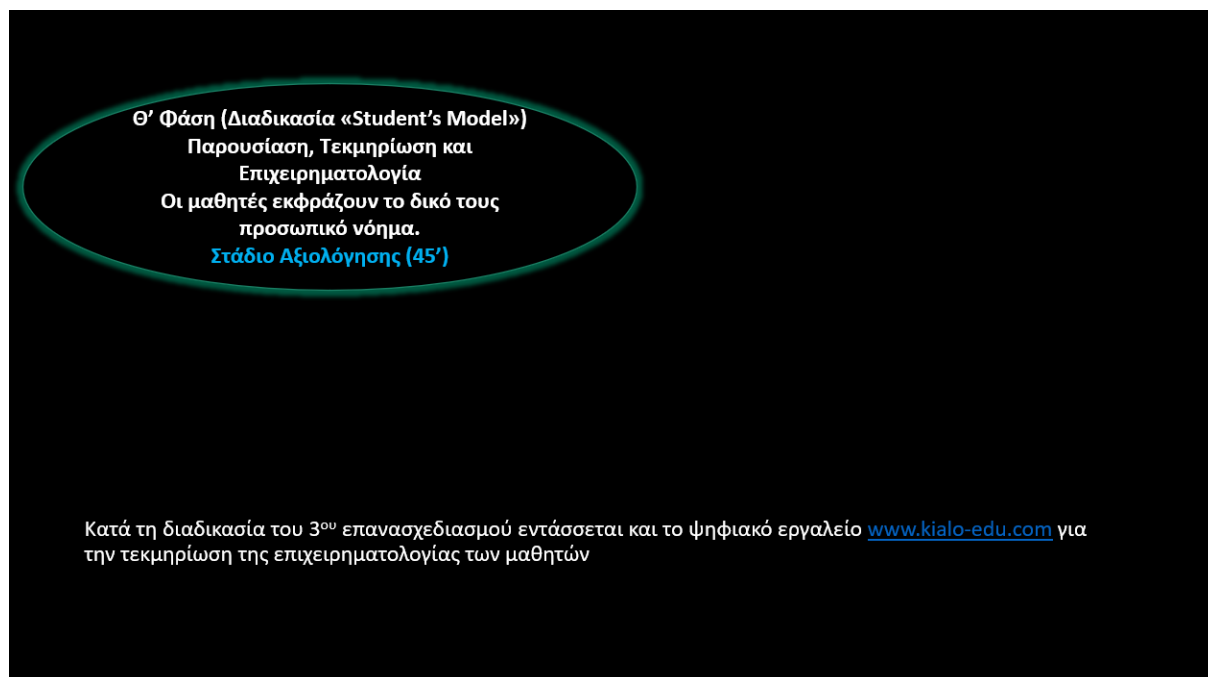 Θ’ Φάση (Διαδικασία «Student’s Model»)
Παρουσίαση, Τεκμηρίωση και
Επιχειρηματολογία
Οι μαθητές εκφράζουν το δικό τους
προσωπικό νόημα.
Στάδιο Αξιολόγησης (45’)
Κατά τη διαδικασία του 3ου επανασχεδιασμού εντάσσεται και το ψηφιακό εργαλείο www.kialo-edu.com για
την τεκμηρίωση της επιχειρηματολογίας των μαθητών